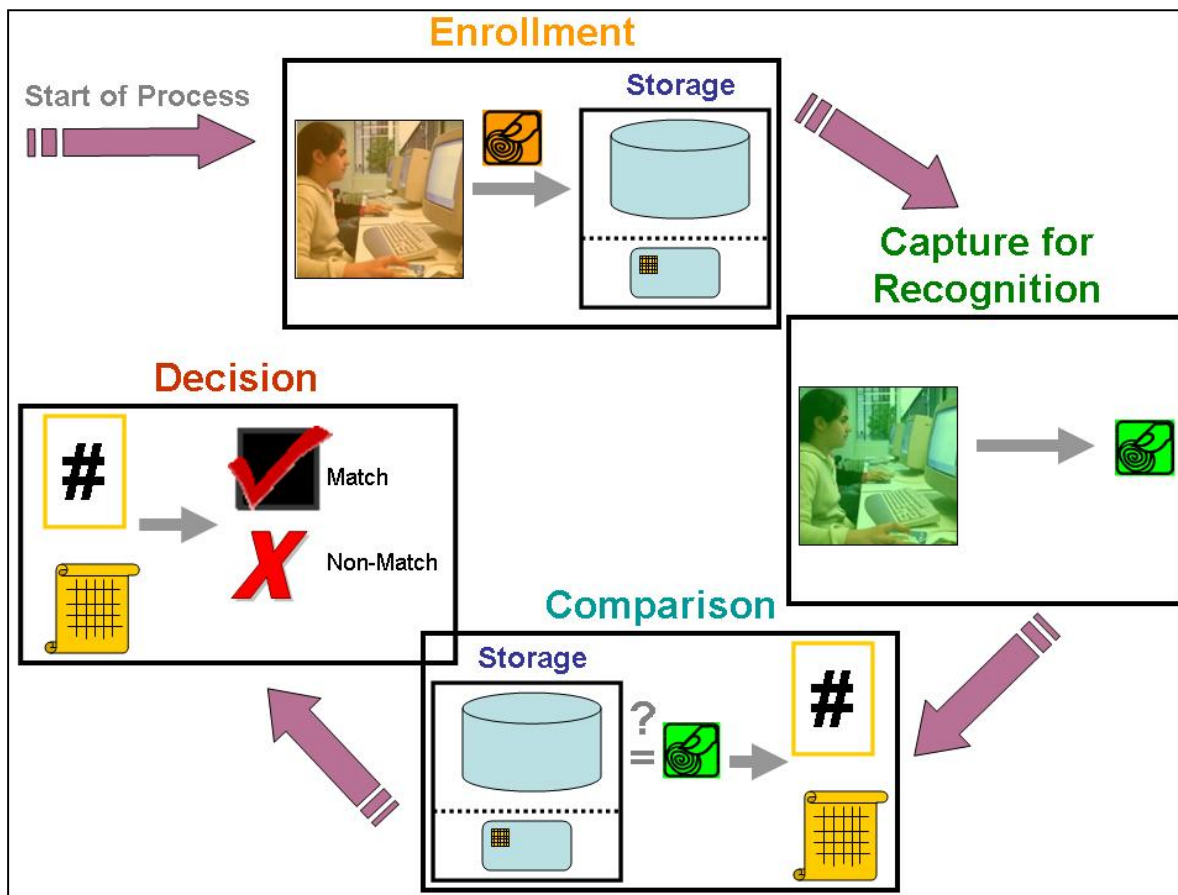 Enrollment
Start of Process
Storage
Capture for
Recognition
Decision
#
Match
Non-Match
Comparison
Storage
?
=
#